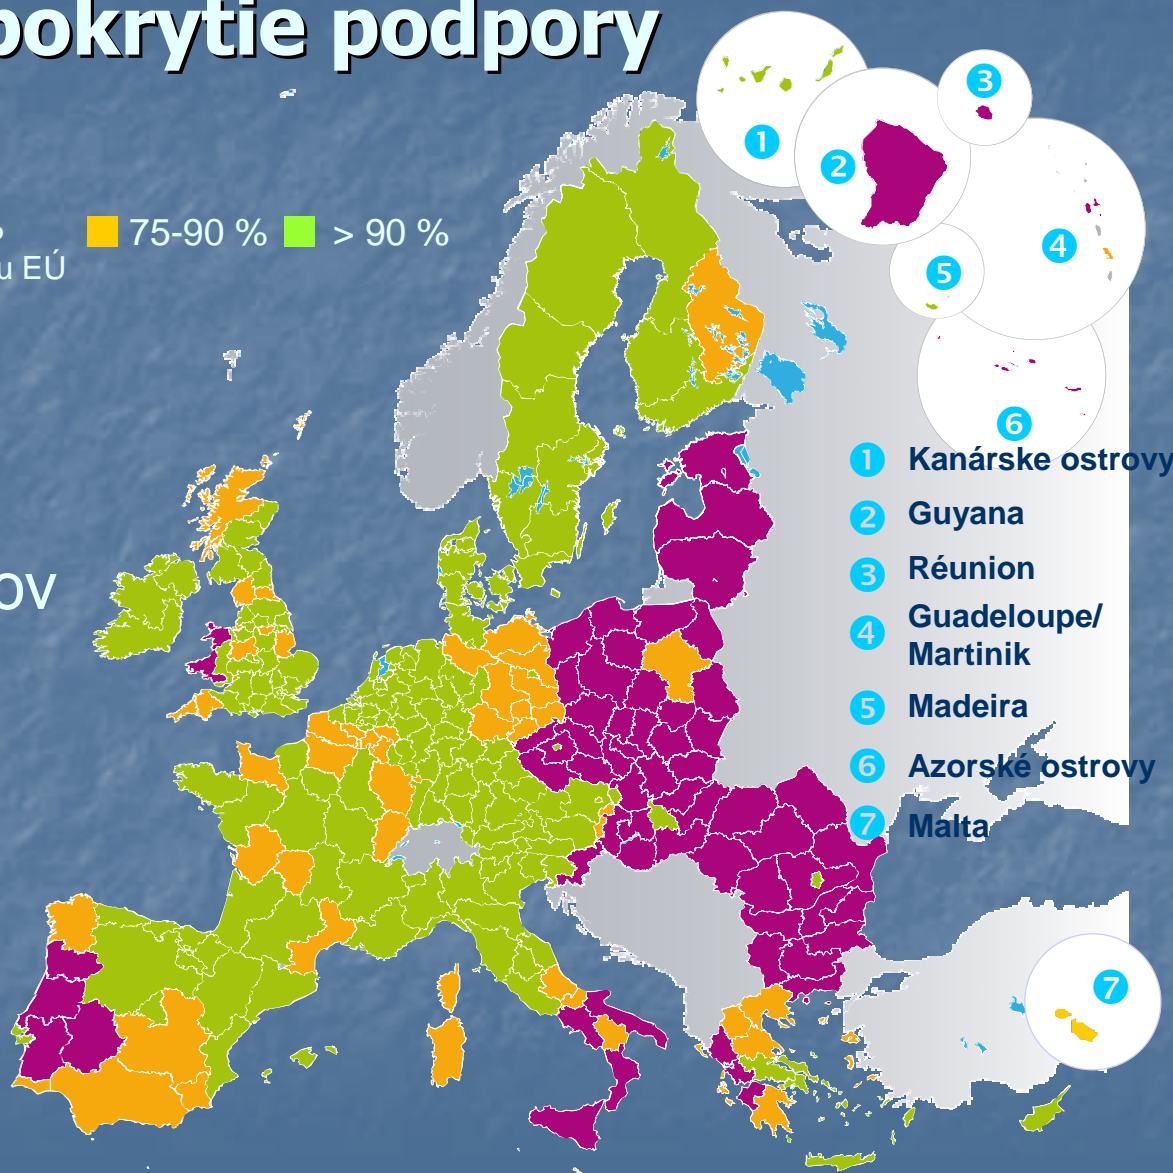 pokrytie podpory
75-90 % > 90 %
u EÚ
ov
1
2
3
4
5
6
7
1 Kanárske ostrovy
2 Guyana
3 Réunion
4 Guadeloupe/
Martinik
5 Madeira
6 Azorské ostrovy
7 Malta